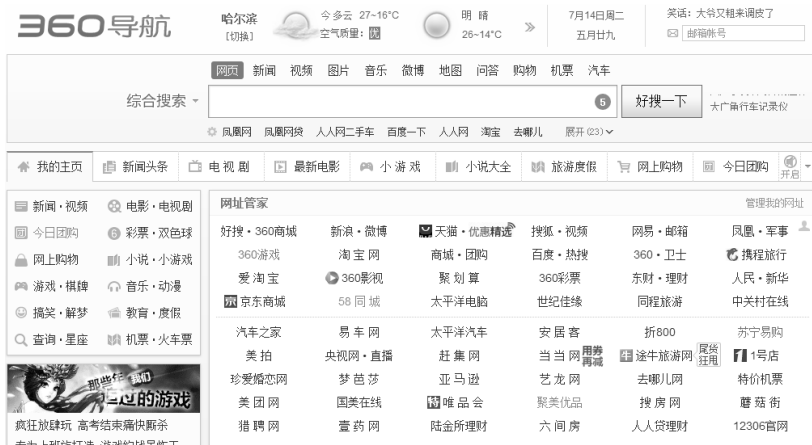 360导航
哈尔滨 今多云 27~16°C 明 晴 7月14日周二 笑话：大爷又粗来调皮了
[切换] 空气质量：优 26~14°C 五月廿九 邮箱帐号
网页 新闻 视频 图片 音乐 微博 地图 问答 购物 机票 汽车
综合搜索 5 好搜一下 大广角行车记录仪
凤凰网 凤凰网贷 人人网二手车 百度一下 人人网 淘宝 去哪儿 展开(23)
我的主页 新闻头条 电视剧 最新电影 小游戏 小说大全 旅游度假 网上购物 今日团购 开启
新闻·视频 电影·电视剧
今日团购 彩票·双色球
网上购物 小说·小游戏
游戏·棋牌 音乐·动漫
搞笑·解梦 教育·度假
查询·星座 机票·火车票
那些年 我们
追过的游戏
疯狂放肆玩 高考结束痛快厮杀
网址管家 管理我的网址
好搜·360商城 新浪·微博 天猫·优惠精选 搜狐·视频 网易·邮箱 凤凰·军事
360游戏 淘宝网 商城·团购 百度·热搜 360·卫士 携程旅行
爱淘宝 360影视 聚划算 360彩票 东财·理财 人民·新华
京东商城 58同城 太平洋电脑 世纪佳缘 同程旅游 中关村在线
汽车之家 易车网 太平洋汽车 安居客 折800 苏宁易购
美拍 央视网·直播 赶集网 当当网用券再减 途牛旅游网尾货狂甩 1号店
珍爱婚恋网 梦芭莎 亚马逊 艺龙网 去哪儿网 特价机票
美团网 国美在线 特唯品会 聚美优品 搜房网 蘑菇街
猎聘网 壹药网 陆金所理财 六间房 人人贷理财 12306官网